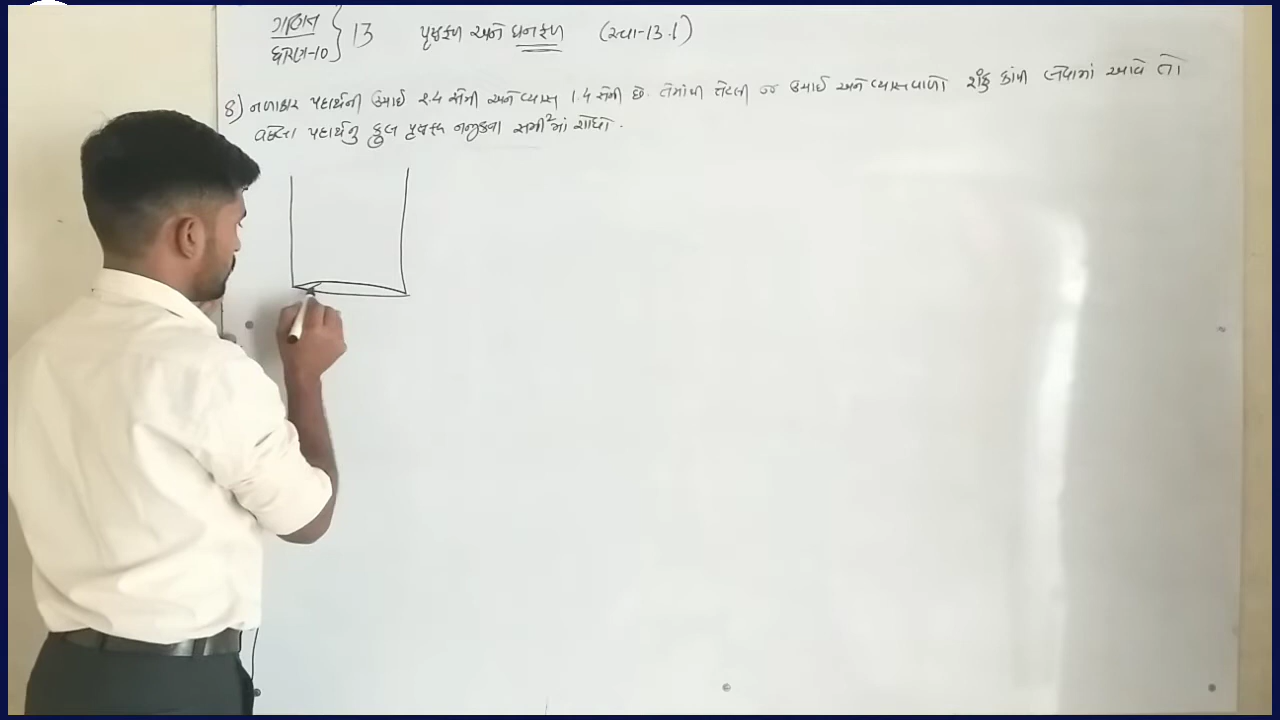 ગણિત
ધોરણ-10 } 13 પૃષ્ઠફળ અને ઘનફળ (સ્વા-13.1)
8) નળાકાર પદાર્થની ઉંચાઈ 2.4 સેમી અને વ્યાસ 1.4 સેમી છે. તેમાંથી તેટલી જ ઉંચાઈ અને વ્યાસવાળો શંકુ કાપી લેવામાં આવે તો
વધેલા પદાર્થનુ કુલ પૃષ્ઠફળ નજીકના સેમી²માં શોધો.